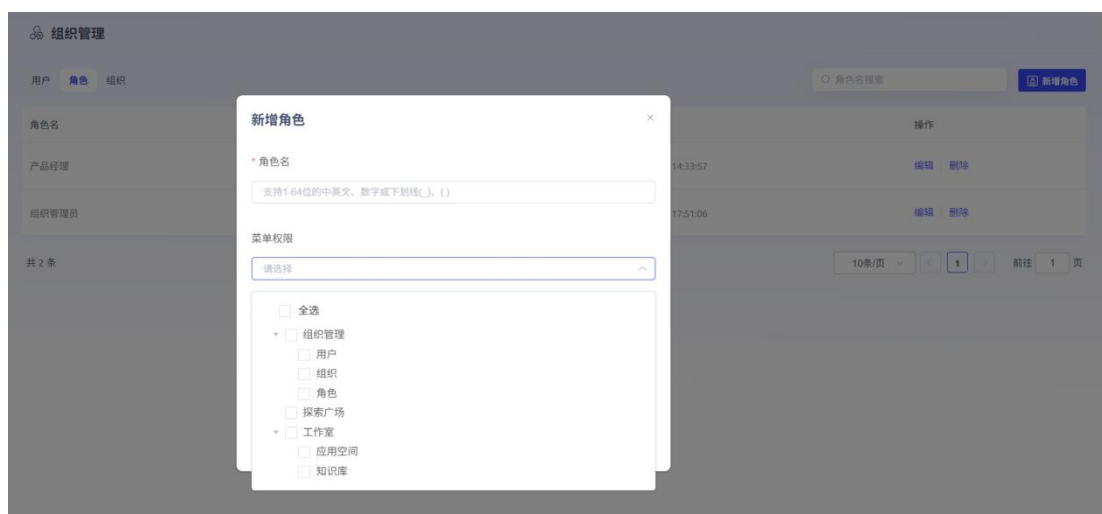 组织管理
用户 角色 组织
角色名搜索
新增角色
角色名
操作
产品经理
14:33:57
编辑 删除
组织管理员
17:51:06
编辑 删除
共 2 条
10条/页
1
前往 1 页
新增角色
* 角色名
支持1-64位的中英文、数字或下划线(_)、( )
菜单权限
请选择
全选
组织管理
用户
组织
角色
探索广场
工作室
应用空间
知识库